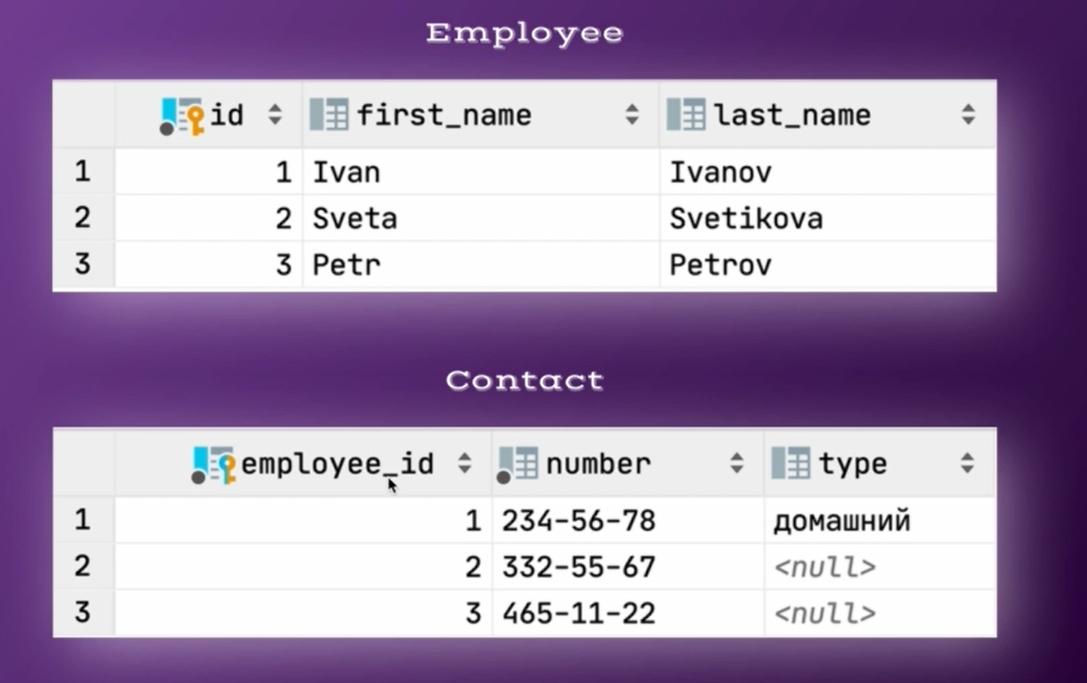 Employee
id first_name last_name
1 1 Ivan Ivanov
2 2 Sveta Svetikova
3 3 Petr Petrov
Contact
employee_id number type
1 1 234-56-78 домашний
2 2 332-55-67 <null>
3 3 465-11-22 <null>